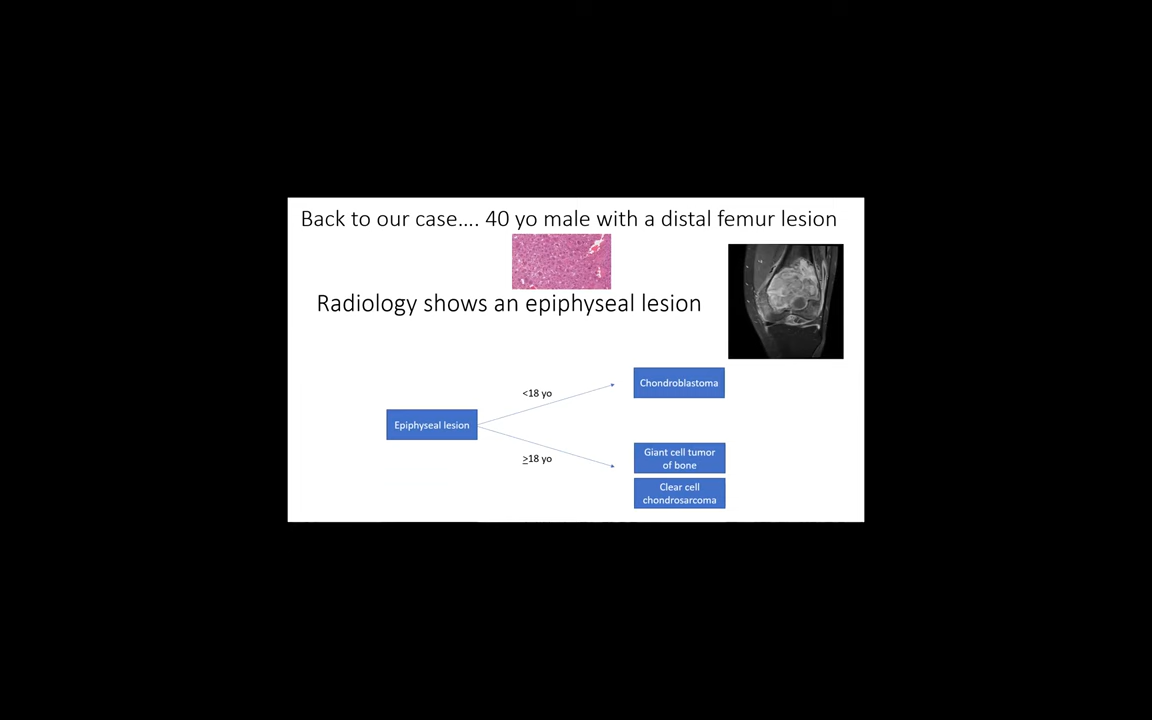 Back to our case.... 40 yo male with a distal femur lesion
Radiology shows an epiphyseal lesion
<18 yo
Chondroblastoma
Epiphyseal lesion
≥18 yo
Giant cell tumor
of bone
Clear cell
chondrosarcoma